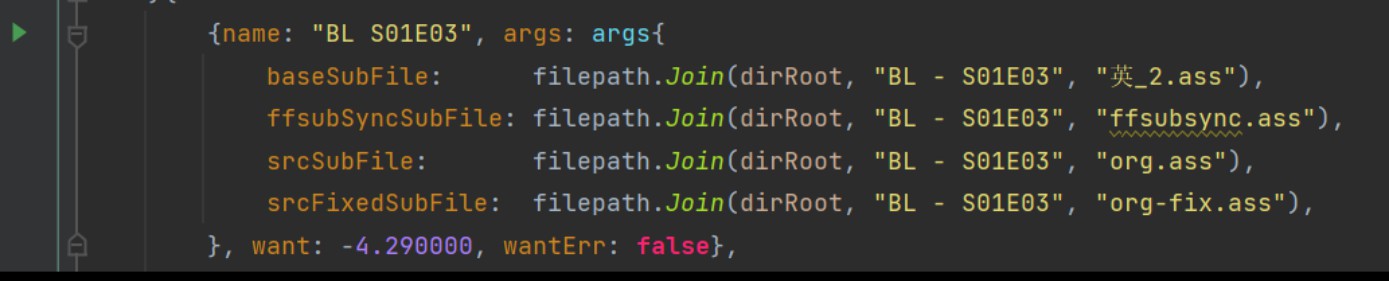 {name: "BL S01E03", args: args{
baseSubFile: filepath.Join(dirRoot, "BL - S01E03", "英_2.ass"),
ffsubSyncSubFile: filepath.Join(dirRoot, "BL - S01E03", "ffsubsync.ass"),
srcSubFile: filepath.Join(dirRoot, "BL - S01E03", "org.ass"),
srcFixedSubFile: filepath.Join(dirRoot, "BL - S01E03", "org-fix.ass"),
}, want: -4.290000, wantErr: false},